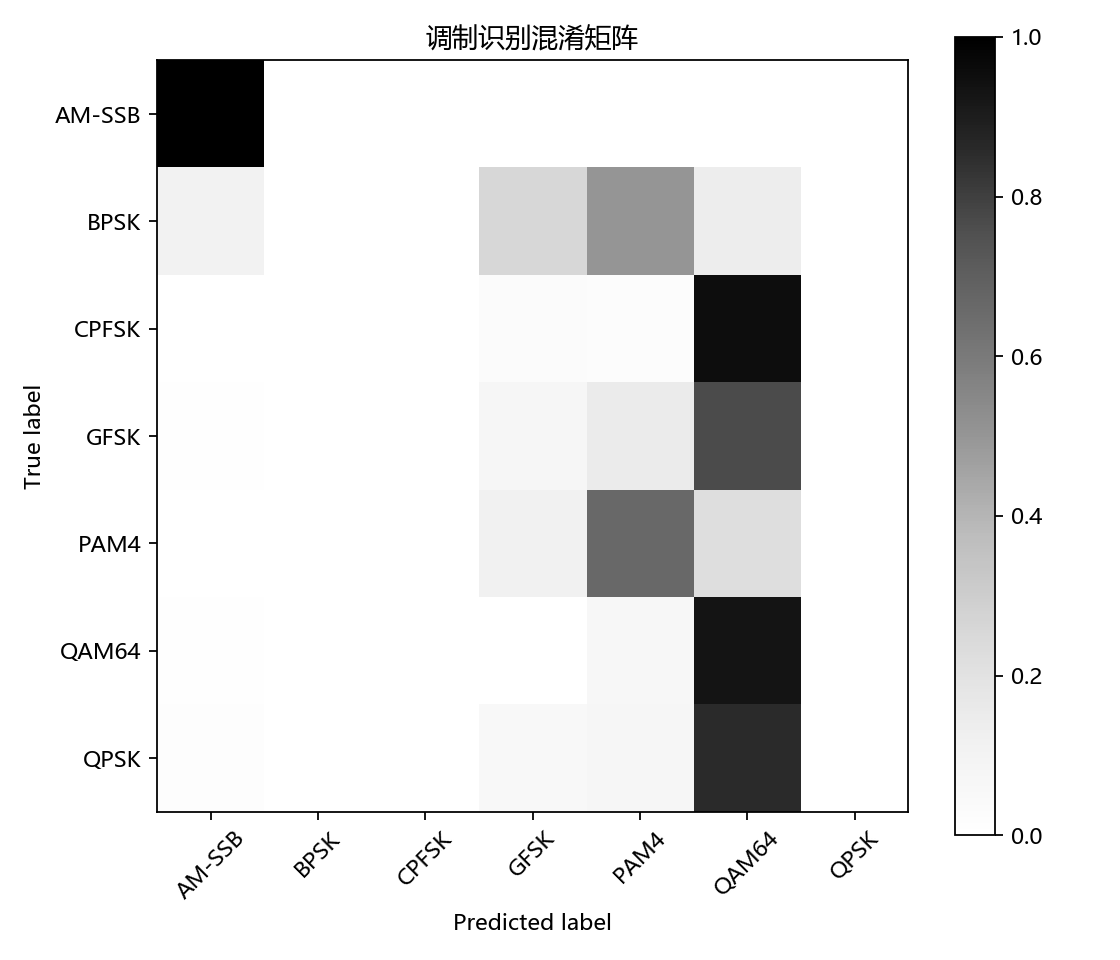 调制识别混淆矩阵
True label
AM-SSB
BPSK
CPFSK
GFSK
PAM4
QAM64
QPSK
AM-SSB
BPSK
CPFSK
GFSK
PAM4
QAM64
QPSK
Predicted label
1.0
0.8
0.6
0.4
0.2
0.0